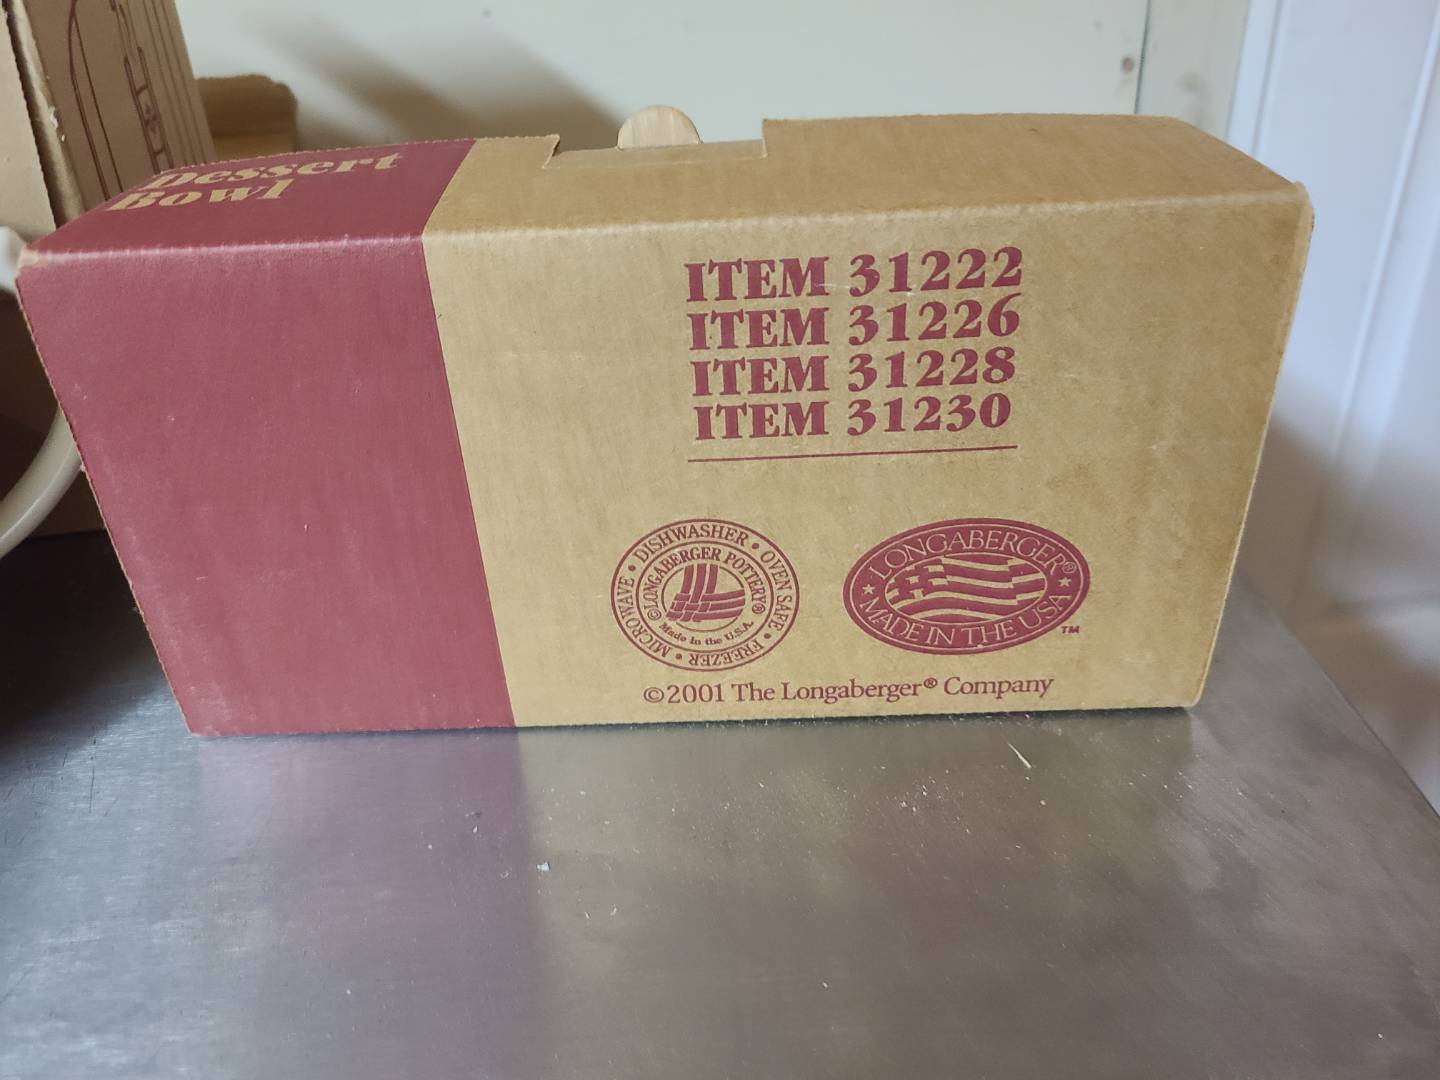 Dessert
Bowl
ITEM 31222
ITEM 31226
ITEM 31228
ITEM 31230
MICROWAVE • DISHWASHER • OVEN SAFE • FREEZER •
©LONGABERGER POTTERY®
Made in the U.S.A.
LONGABERGER®
★ MADE IN THE USA ★
TM
©2001 The Longaberger® Company